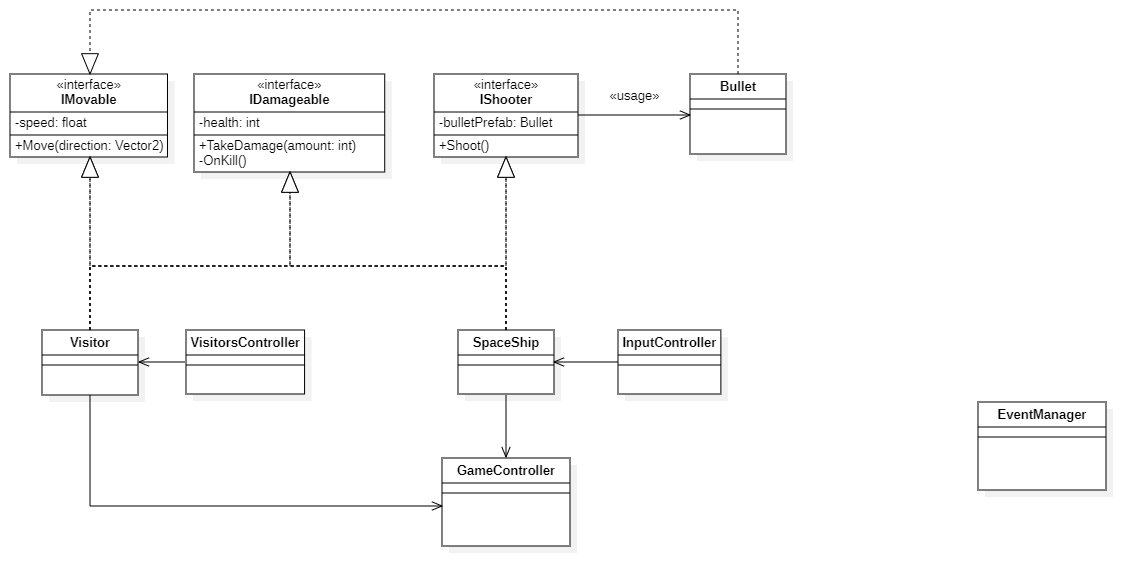 «interface»
IMovable
-speed: float
+Move(direction: Vector2)
«interface»
IDamageable
-health: int
+TakeDamage(amount: int)
-OnKill()
«interface»
IShooter
-bulletPrefab: Bullet
+Shoot()
«usage»
Bullet
Visitor
VisitorsController
SpaceShip
InputController
EventManager
GameController